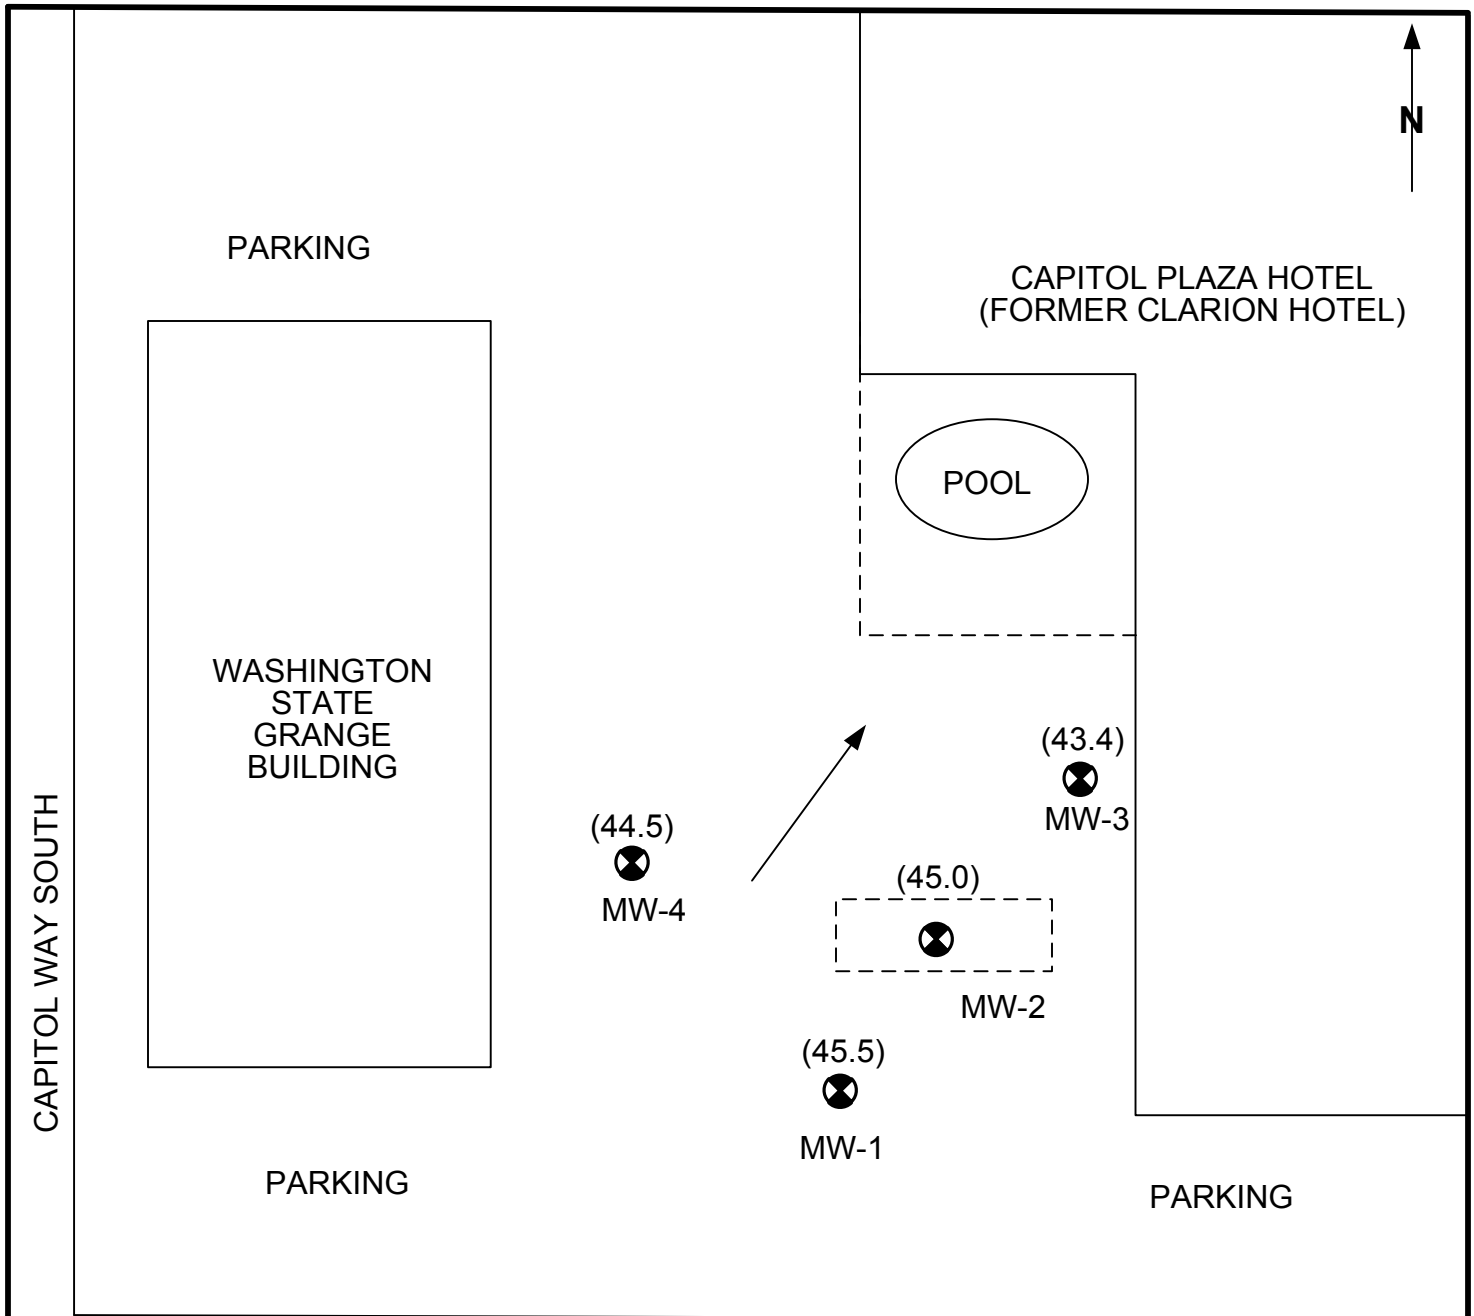 N
PARKING
CAPITOL PLAZA HOTEL
(FORMER CLARION HOTEL)
POOL
WASHINGTON
STATE
GRANGE
BUILDING
CAPITOL WAY SOUTH
(43.4)
MW-3
(44.5)
MW-4
(45.0)
MW-2
(45.5)
MW-1
PARKING
PARKING